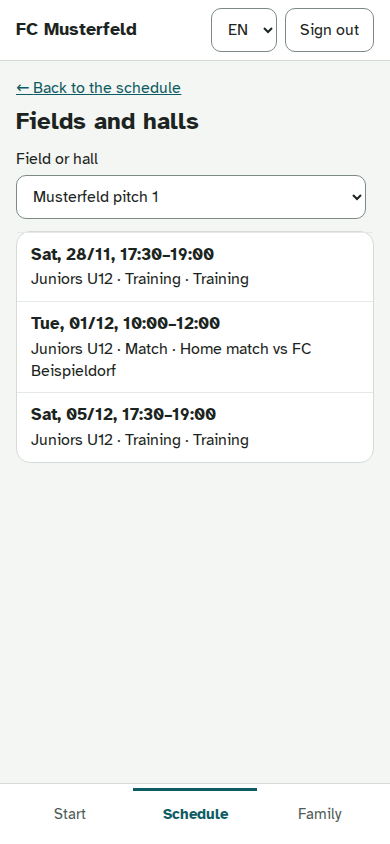 FC Musterfeld
EN
Sign out
← Back to the schedule
Fields and halls
Field or hall
Musterfeld pitch 1
Sat, 28/11, 17:30–19:00
Juniors U12 · Training · Training
Tue, 01/12, 10:00–12:00
Juniors U12 · Match · Home match vs FC
Beispieldorf
Sat, 05/12, 17:30–19:00
Juniors U12 · Training · Training
Start
Schedule
Family